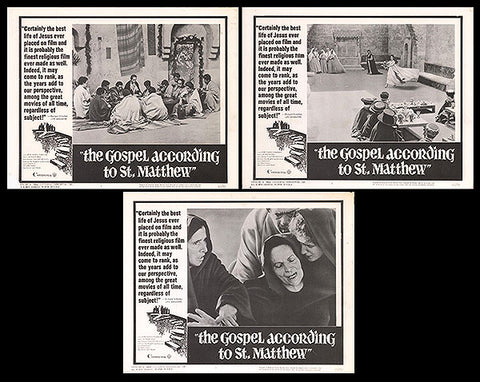 "Certainly the best
life of Jesus ever
placed on film and
it is probably the
finest religious film
ever made as well.
Indeed, it may
come to rank, as
the years add to
our perspective,
among the great
movies of all time,
regardless of
subject!"
"the Gospel according
to St. Matthew"
"Certainly the best
life of Jesus ever
placed on film and
it is probably the
finest religious film
ever made as well.
Indeed, it may
come to rank, as
the years add to
our perspective,
among the great
movies of all time,
regardless of
subject!"
"the Gospel according
to St. Matthew"
"Certainly the best
life of Jesus ever
placed on film and
it is probably the
finest religious film
ever made as well.
Indeed, it may
come to rank, as
the years add to
our perspective,
among the great
movies of all time,
regardless of
subject!"
"the Gospel according
to St. Matthew"